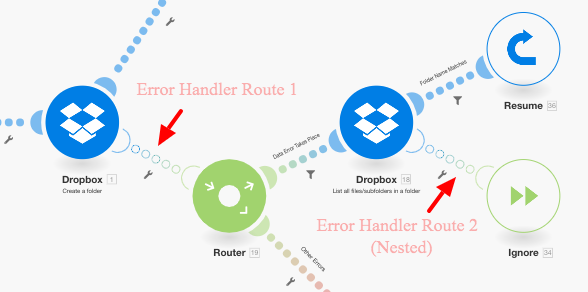 Error Handler Route 1
Folder Name Matches
Resume 36
Data Error Takes Place
Dropbox 1
Create a folder
Dropbox 18
List all files/subfolders in a folder
Error Handler Route 2
(Nested)
Router 19
Other Errors
Ignore 34